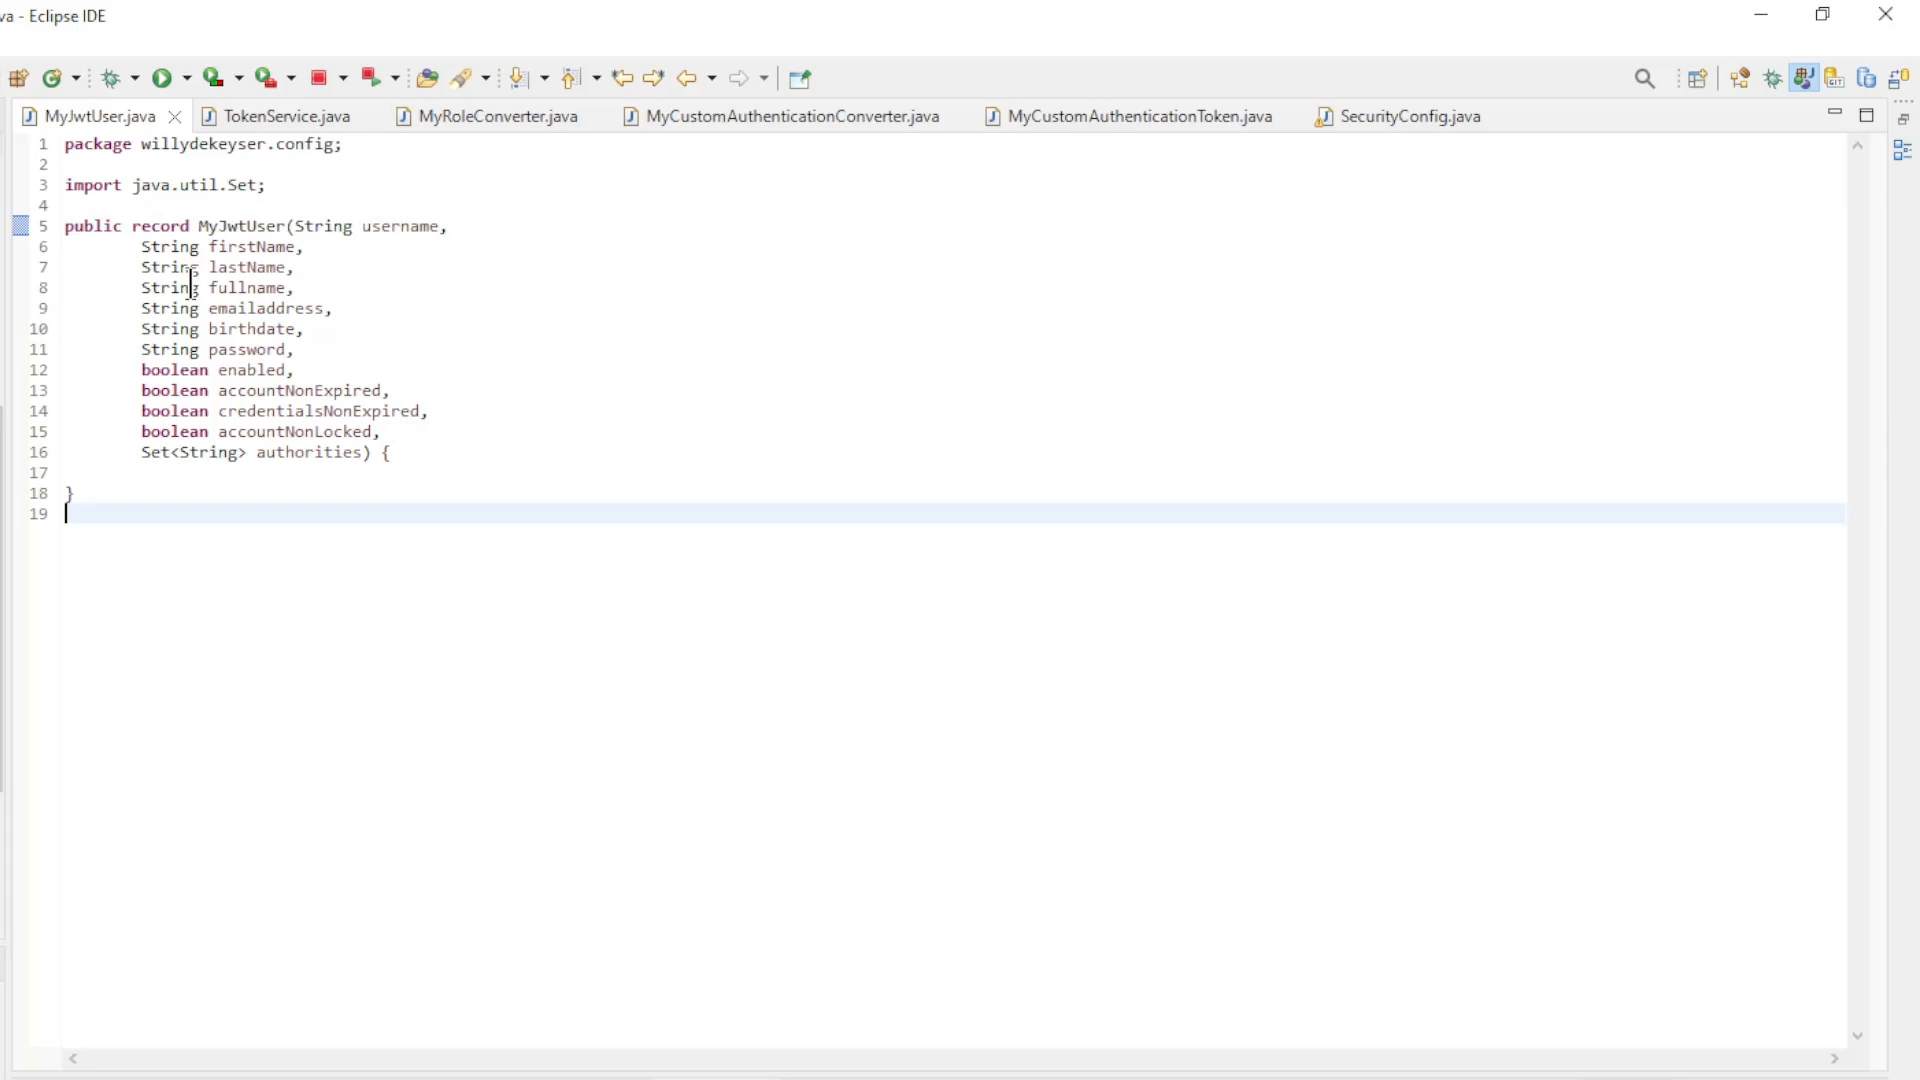 va - Eclipse IDE
MyJwtUser.java TokenService.java MyRoleConverter.java MyCustomAuthenticationConverter.java MyCustomAuthenticationToken.java SecurityConfig.java
1 package willydekeyser.config;
2
3 import java.util.Set;
4
5 public record MyJwtUser(String username,
6 String firstName,
7 String lastName,
8 String fullname,
9 String emailaddress,
10 String birthdate,
11 String password,
12 boolean enabled,
13 boolean accountNonExpired,
14 boolean credentialsNonExpired,
15 boolean accountNonLocked,
16 Set<String> authorities) {
17
18 }
19